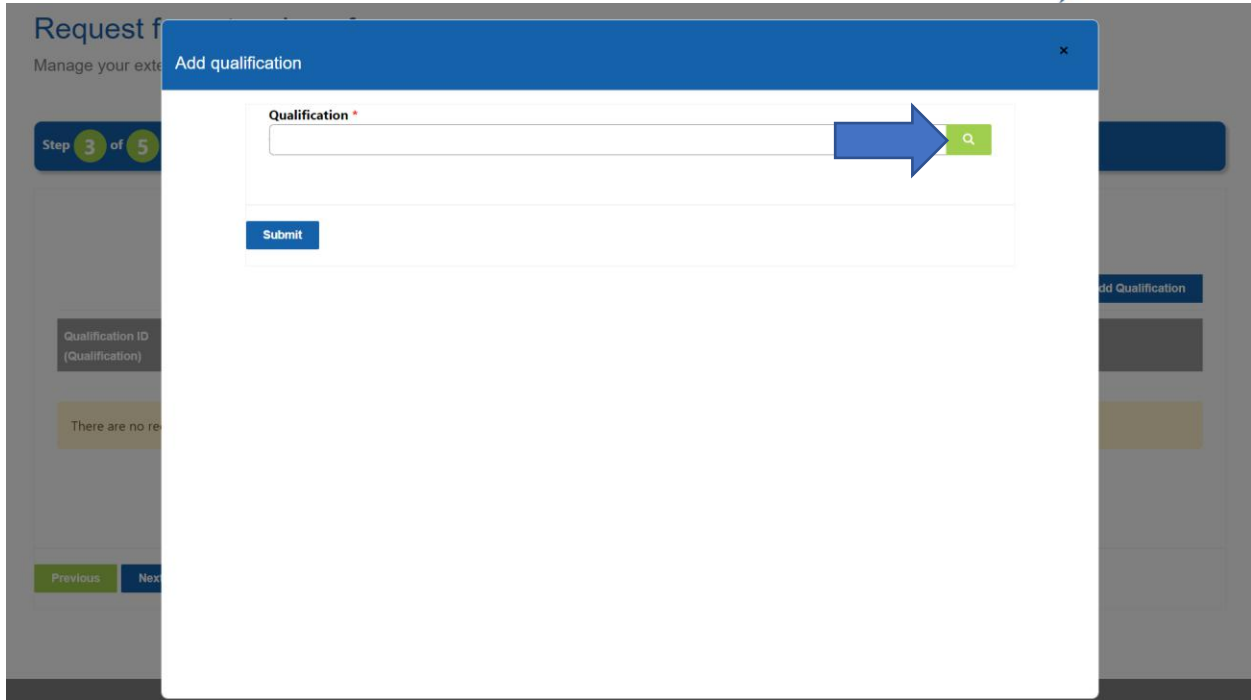 Request f
Manage your exte
Add qualification
×
Qualification *
Step 3 of 5
Submit
dd Qualification
Qualification ID
(Qualification)
There are no re
Previous
Next